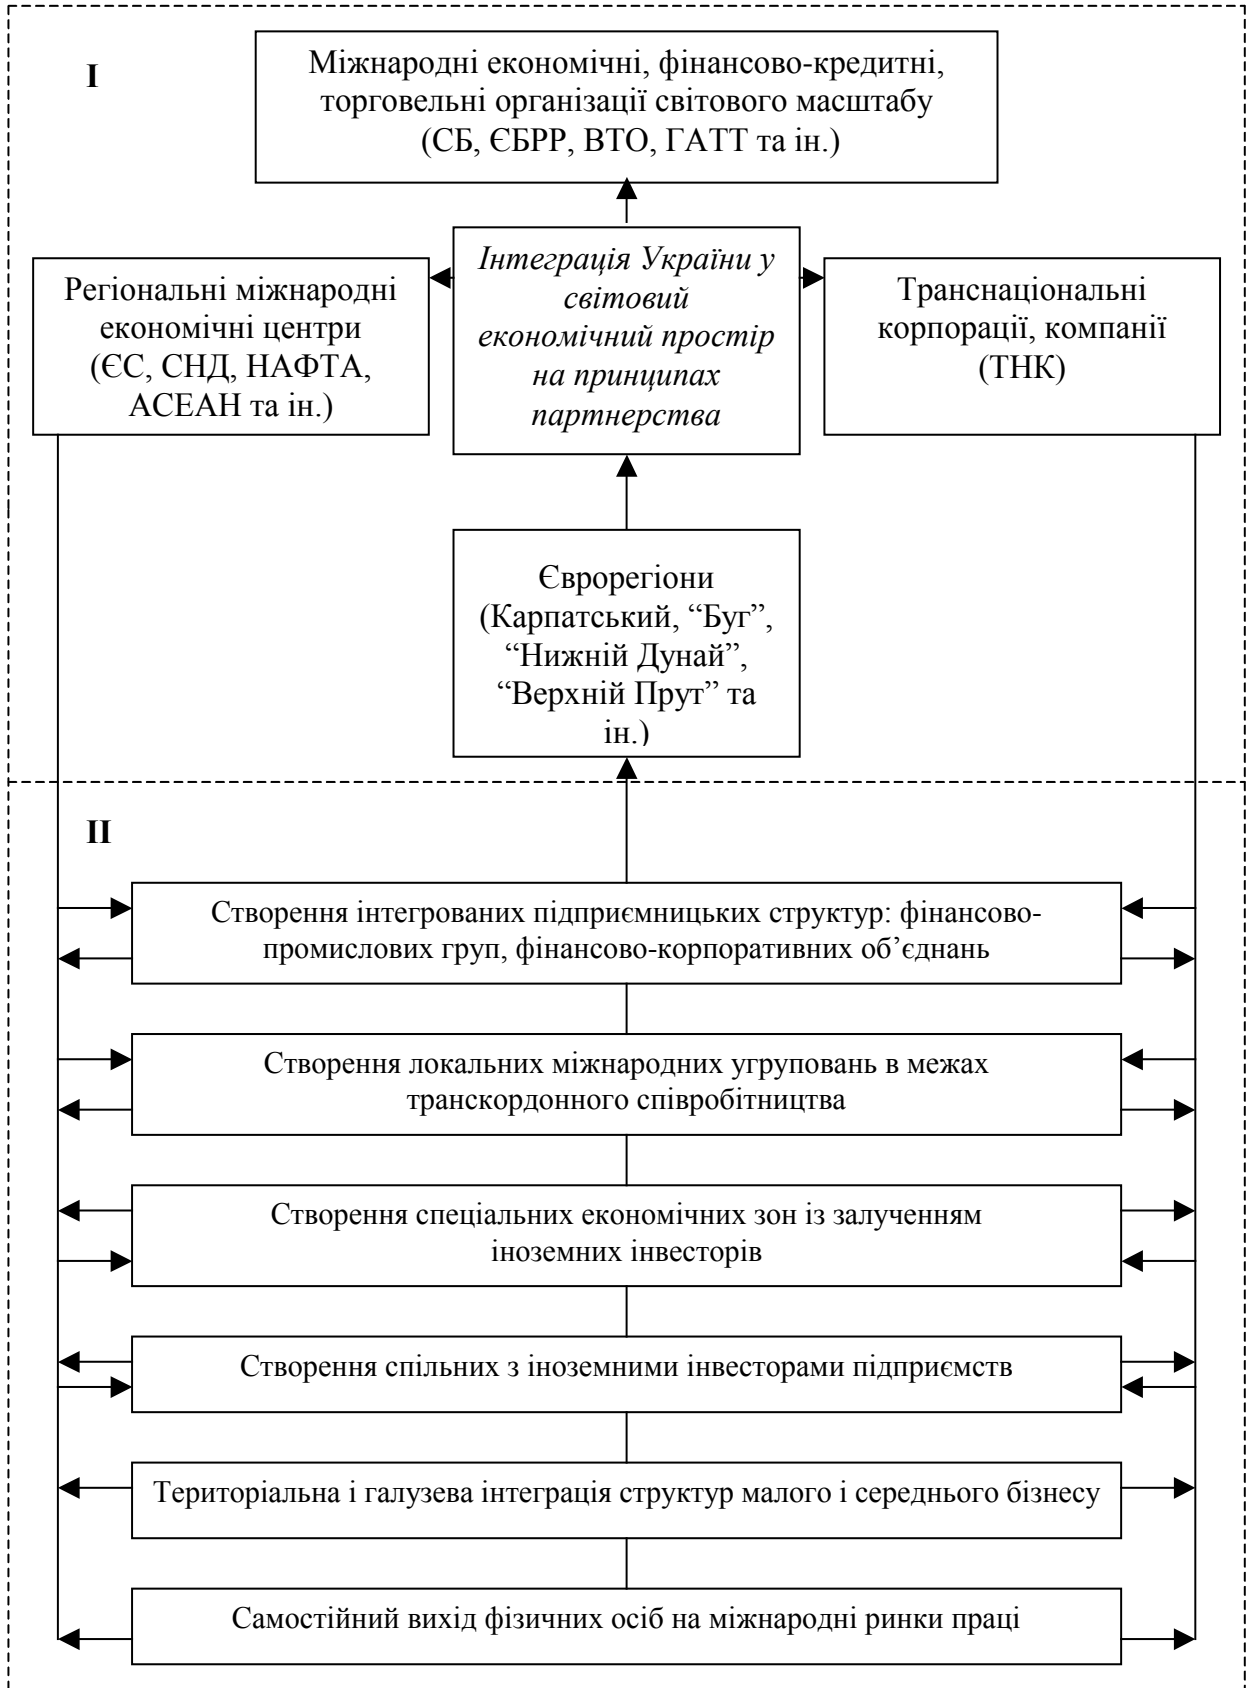 I
Міжнародні економічні, фінансово-кредитні,
торговельні організації світового масштабу
(СБ, ЄБРР, ВТО, ГАТТ та ін.)
Регіональні міжнародні
економічні центри
(ЄС, СНД, НАФТА,
АСЕАН та ін.)
Інтеграція України у
світовий
економічний простір
на принципах
партнерства
Транснаціональні
корпорації, компанії
(ТНК)
Єврорегіони
(Карпатський, “Буг”,
“Нижній Дунай”,
“Верхній Прут” та
ін.)
II
Створення інтегрованих підприємницьких структур: фінансово-
промислових груп, фінансово-корпоративних об’єднань
Створення локальних міжнародних угруповань в межах
транскордонного співробітництва
Створення спеціальних економічних зон із залученням
іноземних інвесторів
Створення спільних з іноземними інвесторами підприємств
Територіальна і галузева інтеграція структур малого і середнього бізнесу
Самостійний вихід фізичних осіб на міжнародні ринки праці